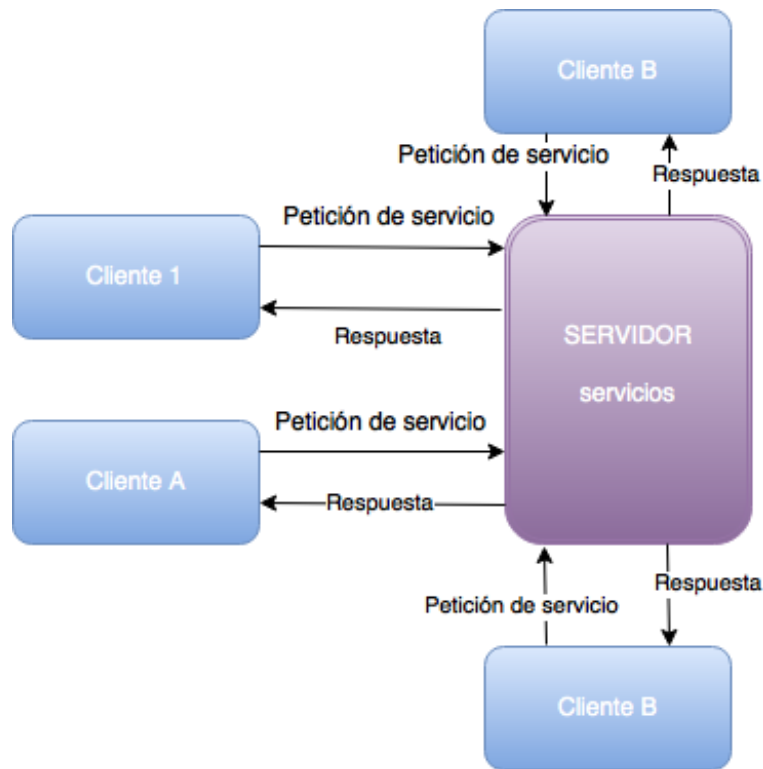 Cliente B
Petición de servicio
Respuesta
Petición de servicio
Cliente 1
Respuesta
SERVIDOR
servicios
Petición de servicio
Cliente A
Respuesta
Respuesta
Petición de servicio
Cliente B